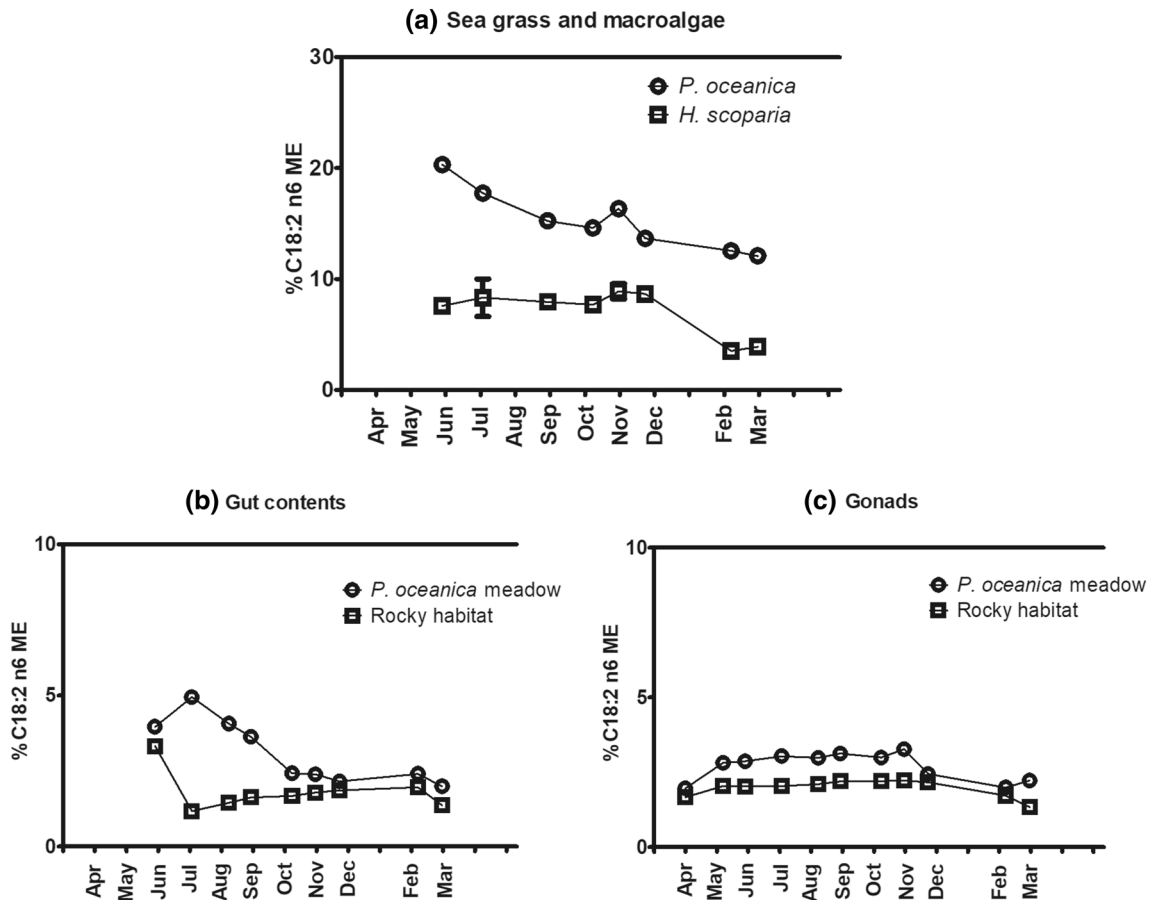 (a) Sea grass and macroalgae
30
20
10
0
%C18:2 n6 ME
P. oceanica
H. scoparia
Apr May Jun Jul Aug Sep Oct Nov Dec Feb Mar
(b) Gut contents
10
5
0
%C18:2 n6 ME
P. oceanica meadow
Rocky habitat
Apr May Jun Jul Aug Sep Oct Nov Dec Feb Mar
(c) Gonads
10
5
0
%C18:2 n6 ME
P. oceanica meadow
Rocky habitat
Apr May Jun Jul Aug Sep Oct Nov Dec Feb Mar